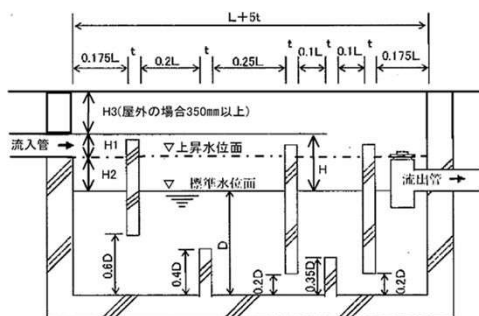 L+5t
0.175L
t
0.2L
t
0.25L
t
0.1L
t
0.1L
t
0.175L
H3(屋外の場合350mm以上)
流入管
H1
▽上昇水位面
H2
H
▽ 標準水位面
流出管
D
0.6D
0.4D
0.2D
0.35D
0.2D